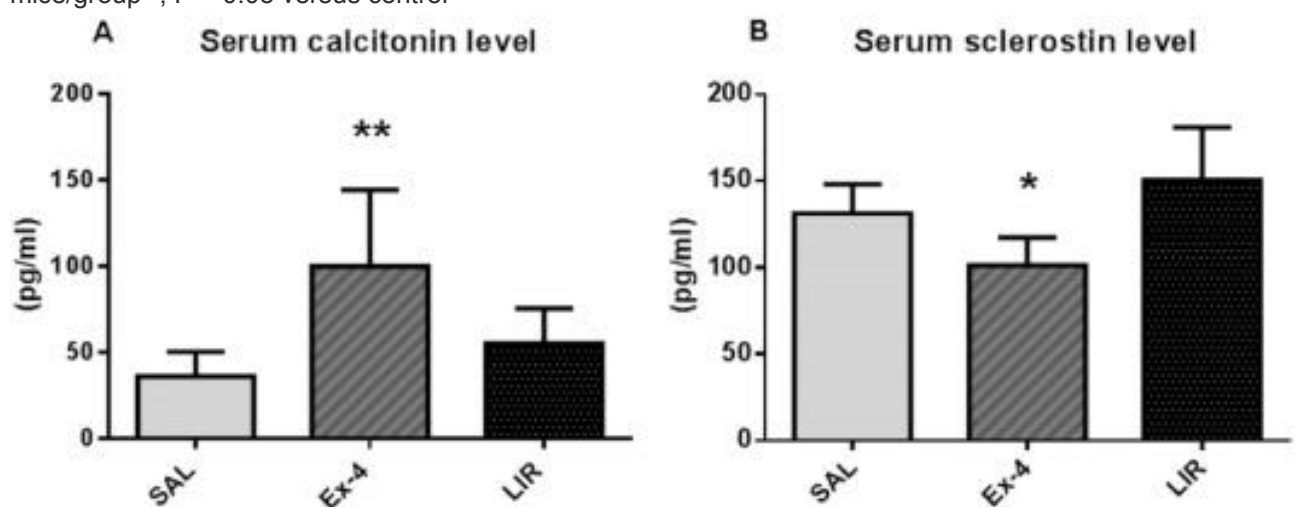 A Serum calcitonin level
B Serum sclerostin level
200
150
100
50
0
(pg/ml)
**
SAL
Ex-4
LIR
200
150
100
50
0
(pg/ml)
*
SAL
Ex-4
LIR